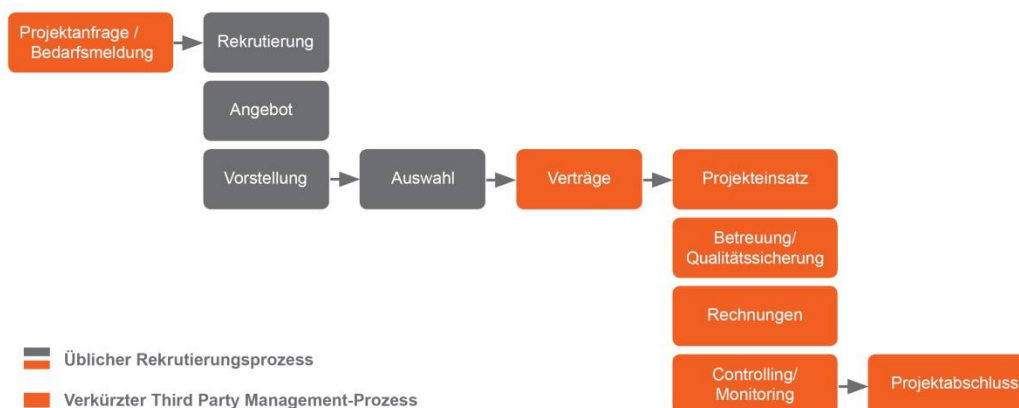 Projektanfrage /
Bedarfsmeldung
Rekrutierung
Angebot
Vorstellung
Auswahl
Verträge
Projekteinsatz
Betreuung/
Qualitätssicherung
Rechnungen
Controlling/
Monitoring
Projektabschluss
Üblicher Rekrutierungsprozess
Verkürzter Third Party Management-Prozess